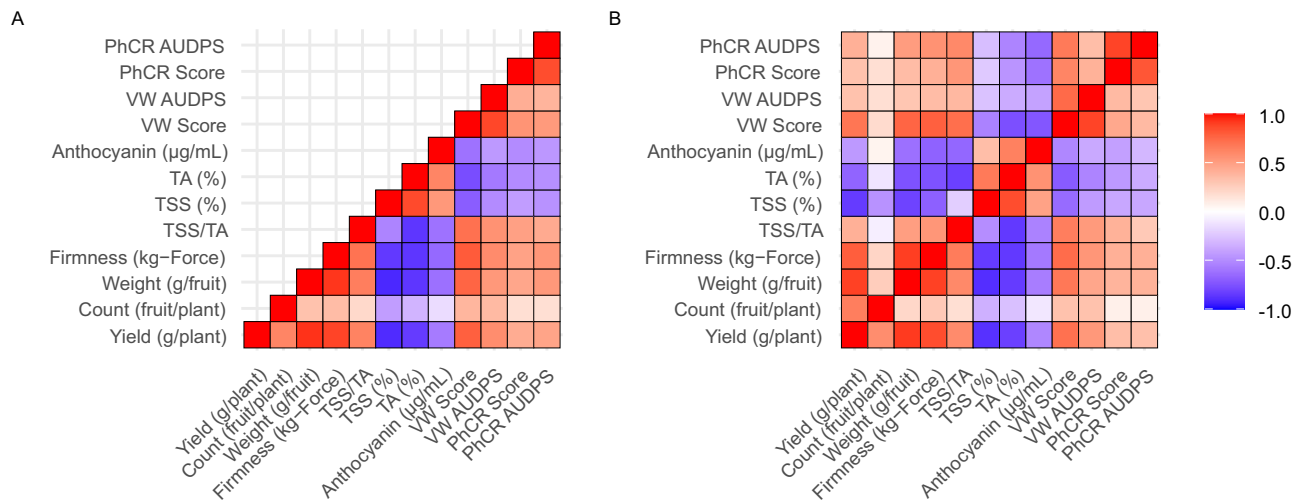 A
PhCR AUDPS
PhCR Score
VW AUDPS
VW Score
Anthocyanin (μg/mL)
TA (%)
TSS (%)
TSS/TA
Firmness (kg−Force)
Weight (g/fruit)
Count (fruit/plant)
Yield (g/plant)
Yield (g/plant)
Count (fruit/plant)
Weight (g/fruit)
Firmness (kg−Force)
TSS/TA
TSS (%)
TA (%)
Anthocyanin (μg/mL)
VW Score
VW AUDPS
PhCR Score
PhCR AUDPS
B
PhCR AUDPS
PhCR Score
VW AUDPS
VW Score
Anthocyanin (μg/mL)
TA (%)
TSS (%)
TSS/TA
Firmness (kg−Force)
Weight (g/fruit)
Count (fruit/plant)
Yield (g/plant)
Yield (g/plant)
Count (fruit/plant)
Weight (g/fruit)
Firmness (kg−Force)
TSS/TA
TSS (%)
TA (%)
Anthocyanin (μg/mL)
VW Score
VW AUDPS
PhCR Score
PhCR AUDPS
1.0
0.5
0.0
-0.5
-1.0